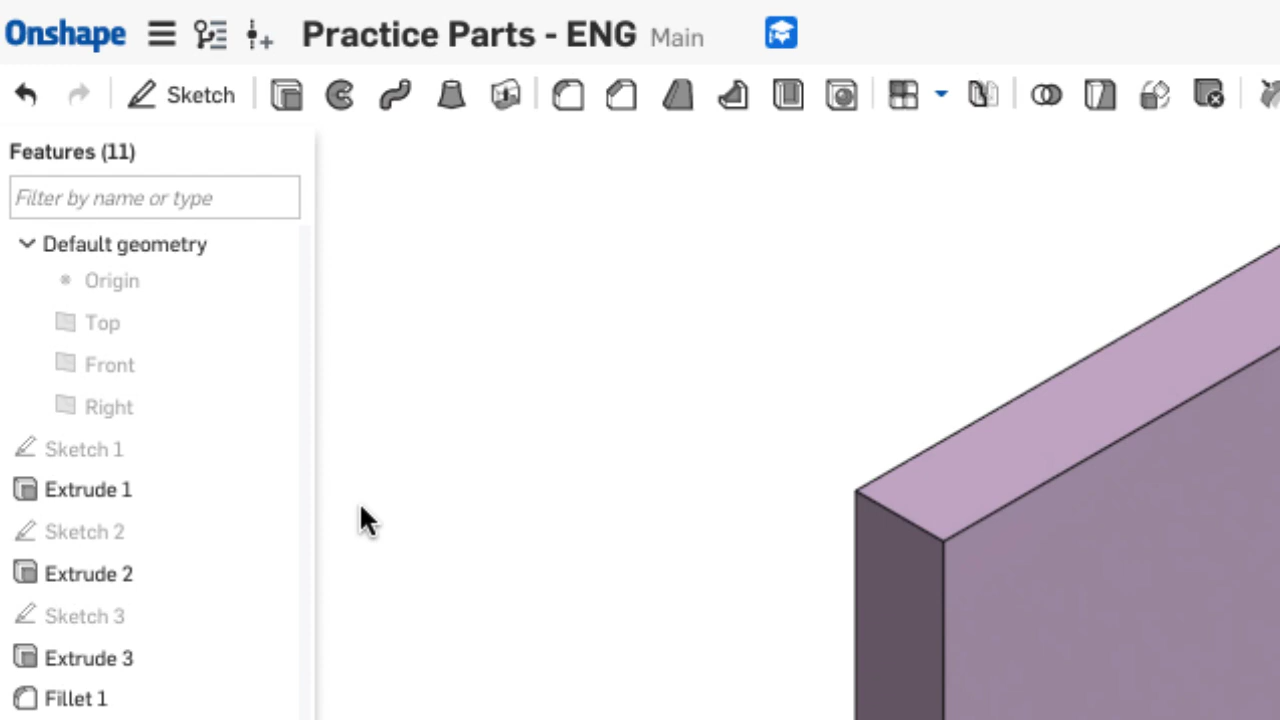 Onshape Practice Parts - ENG Main
Sketch
Features (11)
Filter by name or type
Default geometry
Origin
Top
Front
Right
Sketch 1
Extrude 1
Sketch 2
Extrude 2
Sketch 3
Extrude 3
Fillet 1